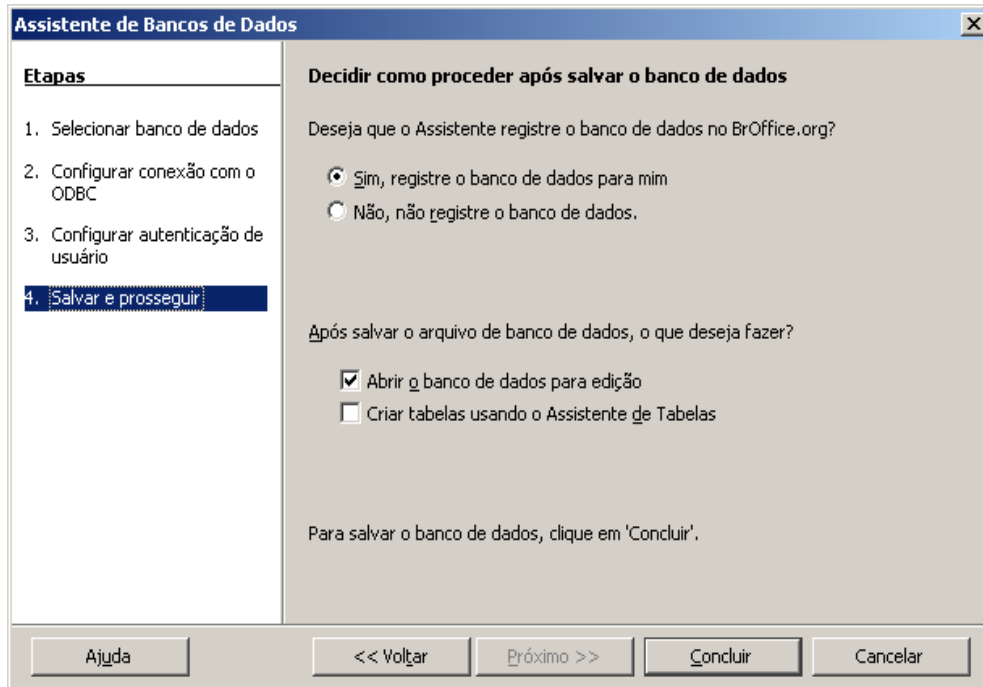 Assistente de Bancos de Dados
Etapas
1. Selecionar banco de dados
2. Configurar conexão com o
ODBC
3. Configurar autenticação de
usuário
4. Salvar e prosseguir
Decidir como proceder após salvar o banco de dados
Deseja que o Assistente registre o banco de dados no BrOffice.org?
Sim, registre o banco de dados para mim
Não, não registre o banco de dados.
Após salvar o arquivo de banco de dados, o que deseja fazer?
Abrir o banco de dados para edição
Criar tabelas usando o Assistente de Tabelas
Para salvar o banco de dados, clique em 'Concluir'.
Ajuda
<< Voltar
Próximo >>
Concluir
Cancelar